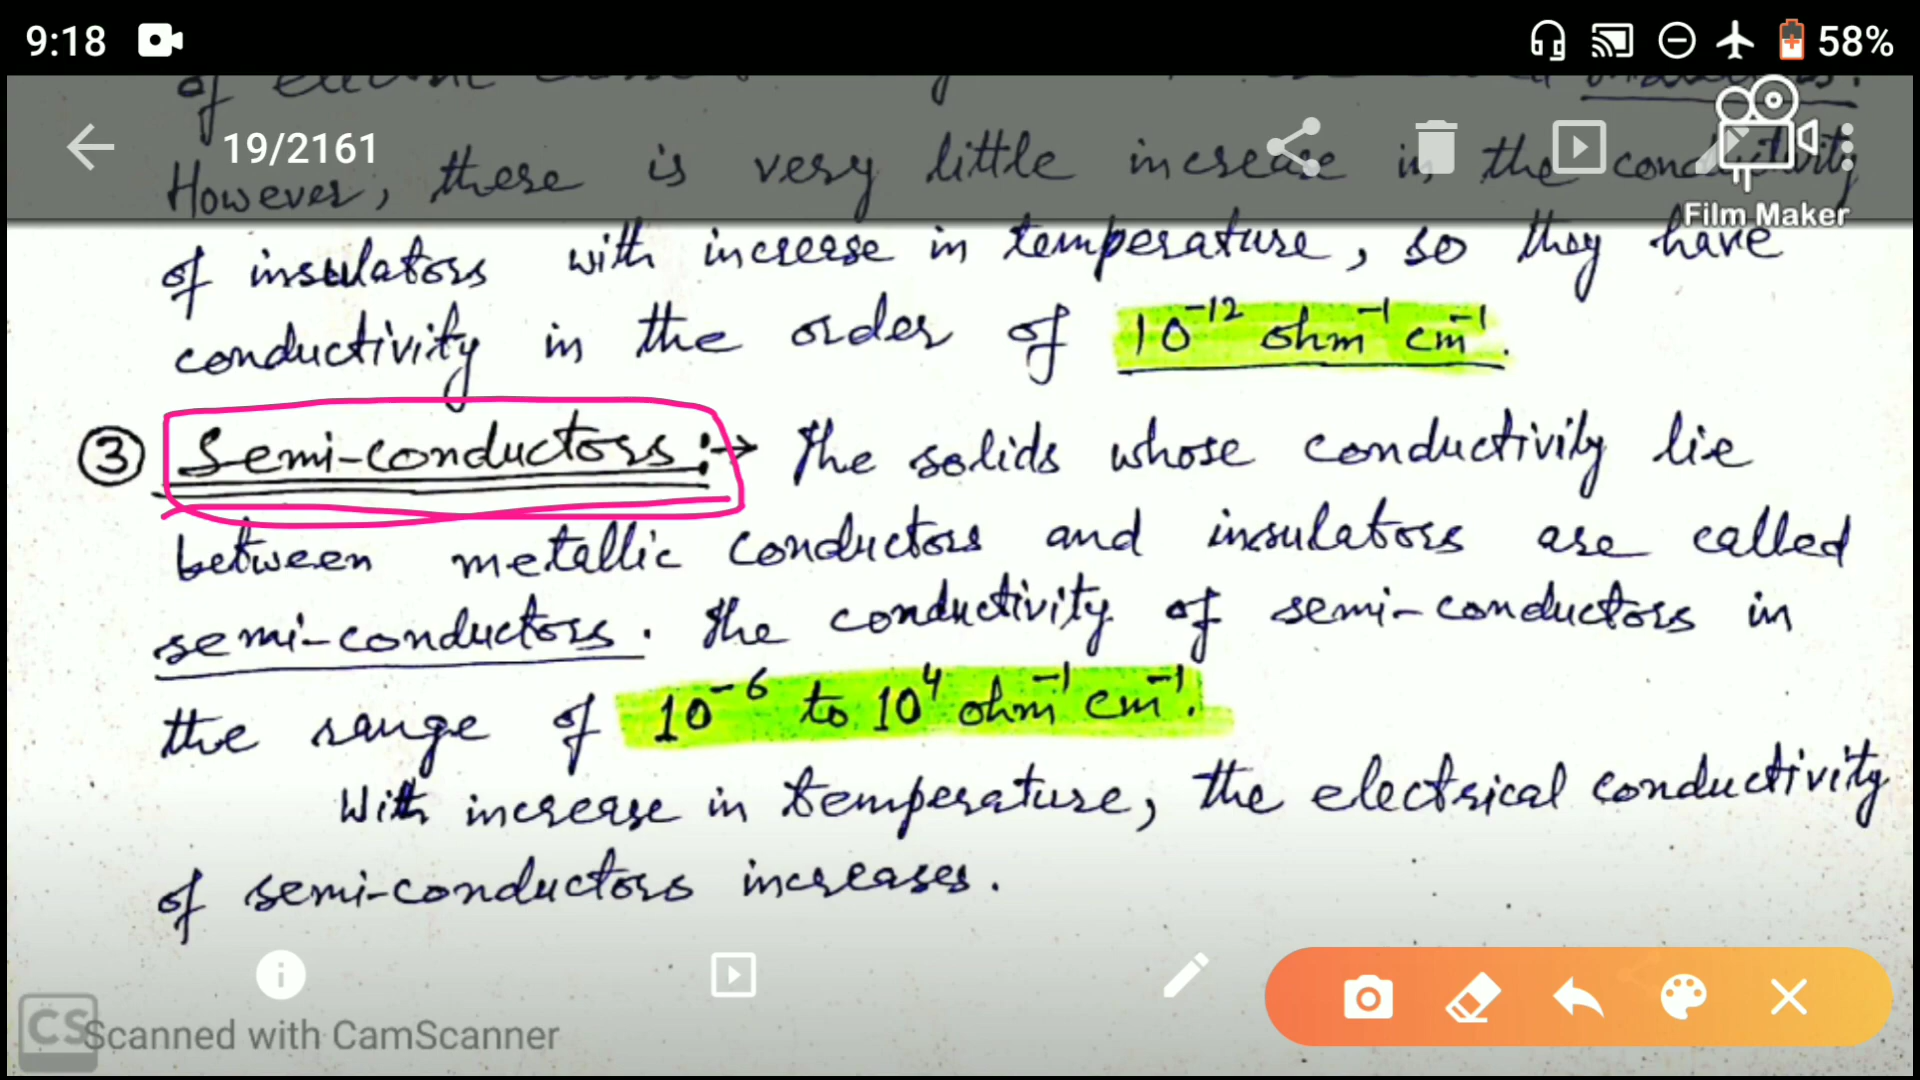 9:18 58%
of electric
19/2161
However, there is very little increase in the conductivity
Film Maker
of insulators with increase in temperature, so they have
conductivity in the order of 10⁻¹² ohm⁻¹ cm⁻¹.
③ Semi-conductors :→ The solids whose conductivity lie
between metallic conductors and insulators are called
semi-conductors. The conductivity of semi-conductors in
the range of 10⁻⁶ to 10⁴ ohm⁻¹ cm⁻¹.
With increase in temperature, the electrical conductivity
of semi-conductors increases.
CS Scanned with CamScanner